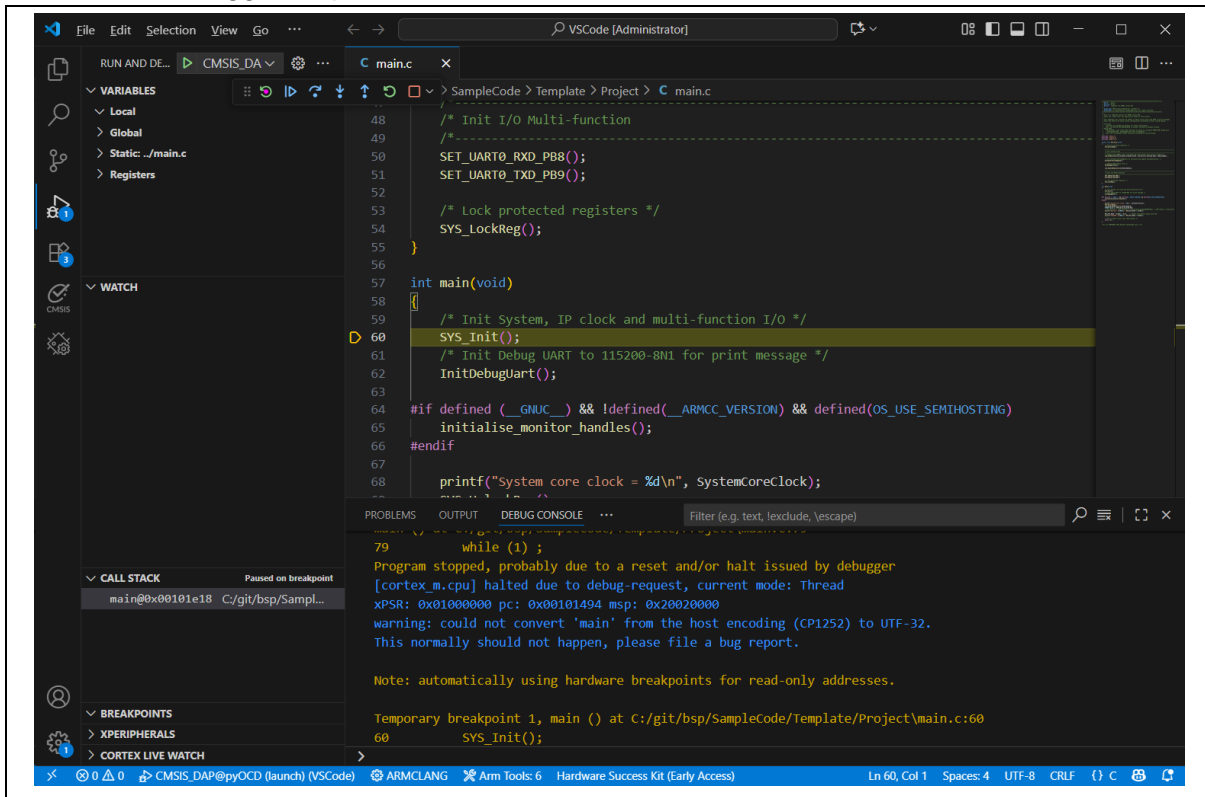 File Edit Selection View Go ··· VSCode [Administrator]
RUN AND DE... CMSIS_DA ···
VARIABLES
Local
Global
Static: ../main.c
Registers
WATCH
CALL STACK Paused on breakpoint
main@0x00101e18 C:/git/bsp/Sampl...
BREAKPOINTS
XPERIPHERALS
CORTEX LIVE WATCH
CMSIS
1
3
1
C main.c
SampleCode > Template > Project > C main.c
48 /* Init I/O Multi-function
49 /*---------------------------------------------------------------------------------------------------------
50 SET_UART0_RXD_PB8();
51 SET_UART0_TXD_PB9();
52
53 /* Lock protected registers */
54 SYS_LockReg();
55 }
56
57 int main(void)
58 {
59 /* Init System, IP clock and multi-function I/O */
60 SYS_Init();
61 /* Init Debug UART to 115200-8N1 for print message */
62 InitDebugUart();
63
64 #if defined (__GNUC__) && !defined(__ARMCC_VERSION) && defined(OS_USE_SEMIHOSTING)
65 initialise_monitor_handles();
66 #endif
67
68 printf("System core clock = %d\n", SystemCoreClock);
PROBLEMS OUTPUT DEBUG CONSOLE ··· Filter (e.g. text, !exclude, \escape)
79 while (1) ;
Program stopped, probably due to a reset and/or halt issued by debugger
[cortex_m.cpu] halted due to debug-request, current mode: Thread
xPSR: 0x01000000 pc: 0x00101494 msp: 0x20020000
warning: could not convert 'main' from the host encoding (CP1252) to UTF-32.
This normally should not happen, please file a bug report.
Note: automatically using hardware breakpoints for read-only addresses.
Temporary breakpoint 1, main () at C:/git/bsp/SampleCode/Template/Project\main.c:60
60 SYS_Init();
>
0 0 CMSIS_DAP@pyOCD (launch) (VSCode) ARMCLANG Arm Tools: 6 Hardware Success Kit (Early Access) Ln 60, Col 1 Spaces: 4 UTF-8 CRLF {} C